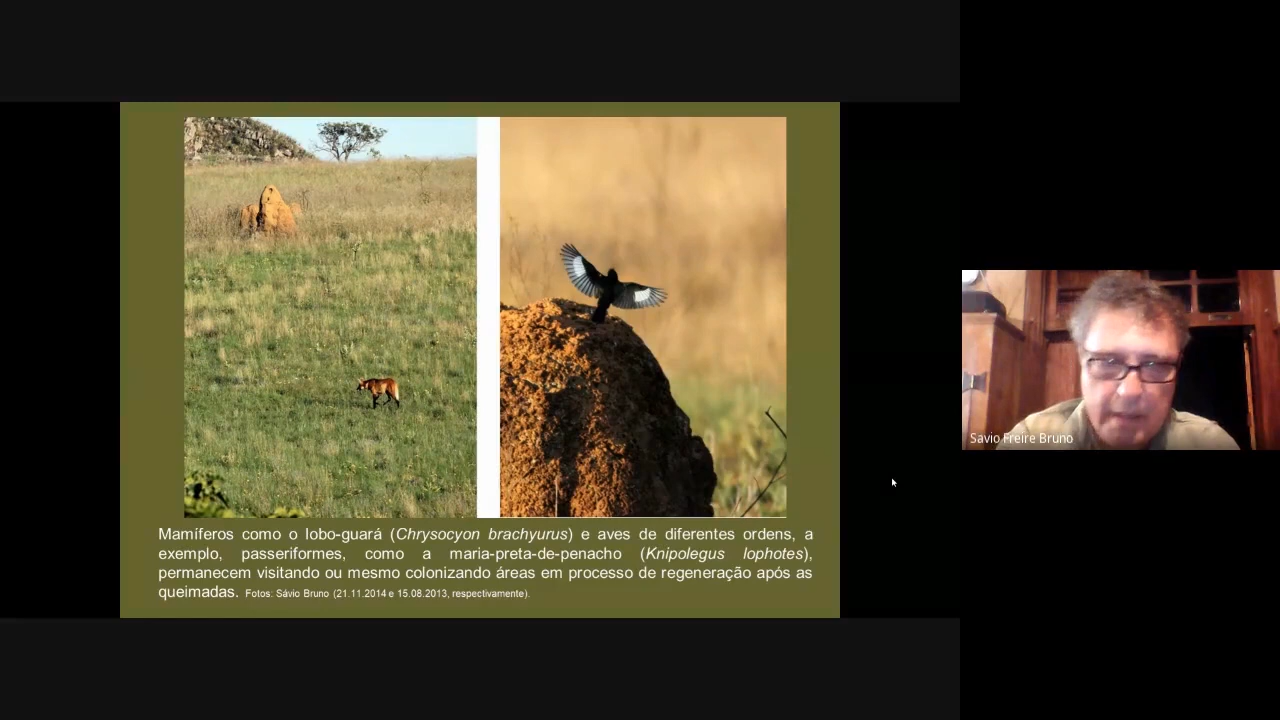 Mamíferos como o lobo-guará (Chrysocyon brachyurus) e aves de diferentes ordens, a
exemplo, passeriformes, como a maria-preta-de-penacho (Knipolegus lophotes),
permanecem visitando ou mesmo colonizando áreas em processo de regeneração após as
queimadas. Fotos: Sávio Bruno (21.11.2014 e 15.08.2013, respectivamente).
Savio Freire Bruno